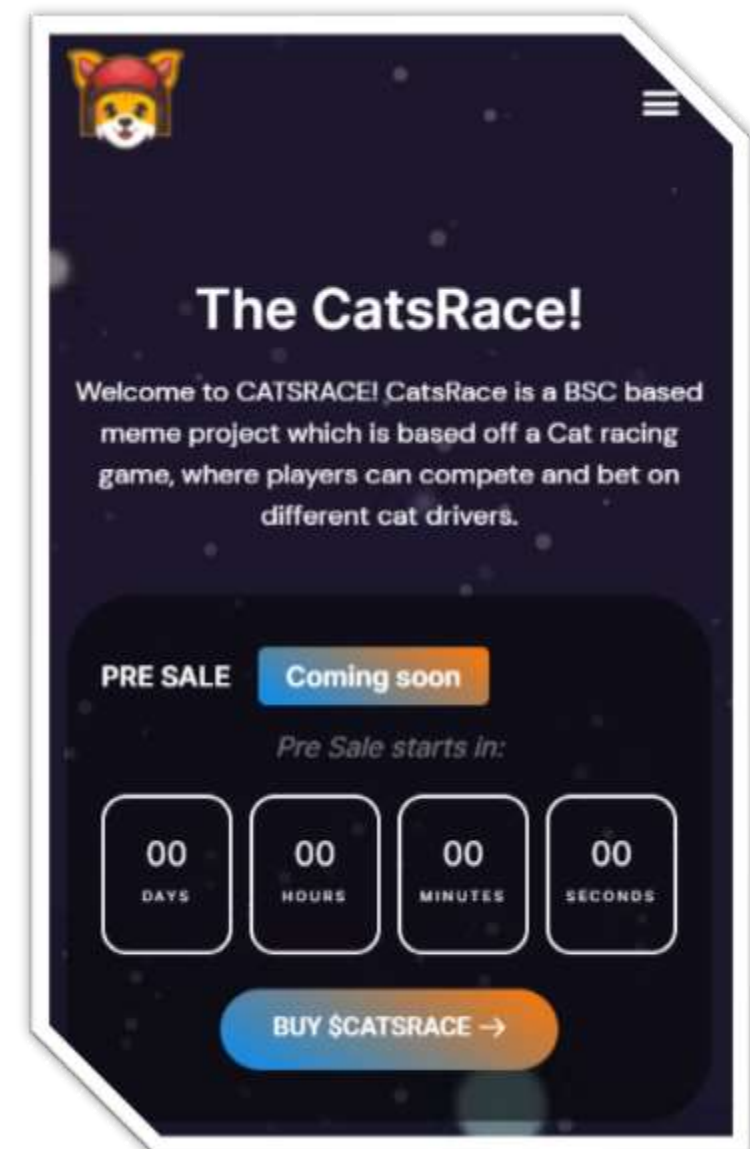 The CatsRace!
Welcome to CATSRACE! CatsRace is a BSC based
meme project which is based off a Cat racing
game, where players can compete and bet on
different cat drivers.
PRE SALE Coming soon
Pre Sale starts in:
00 00 00 00
DAYS HOURS MINUTES SECONDS
BUY $CATSRACE →